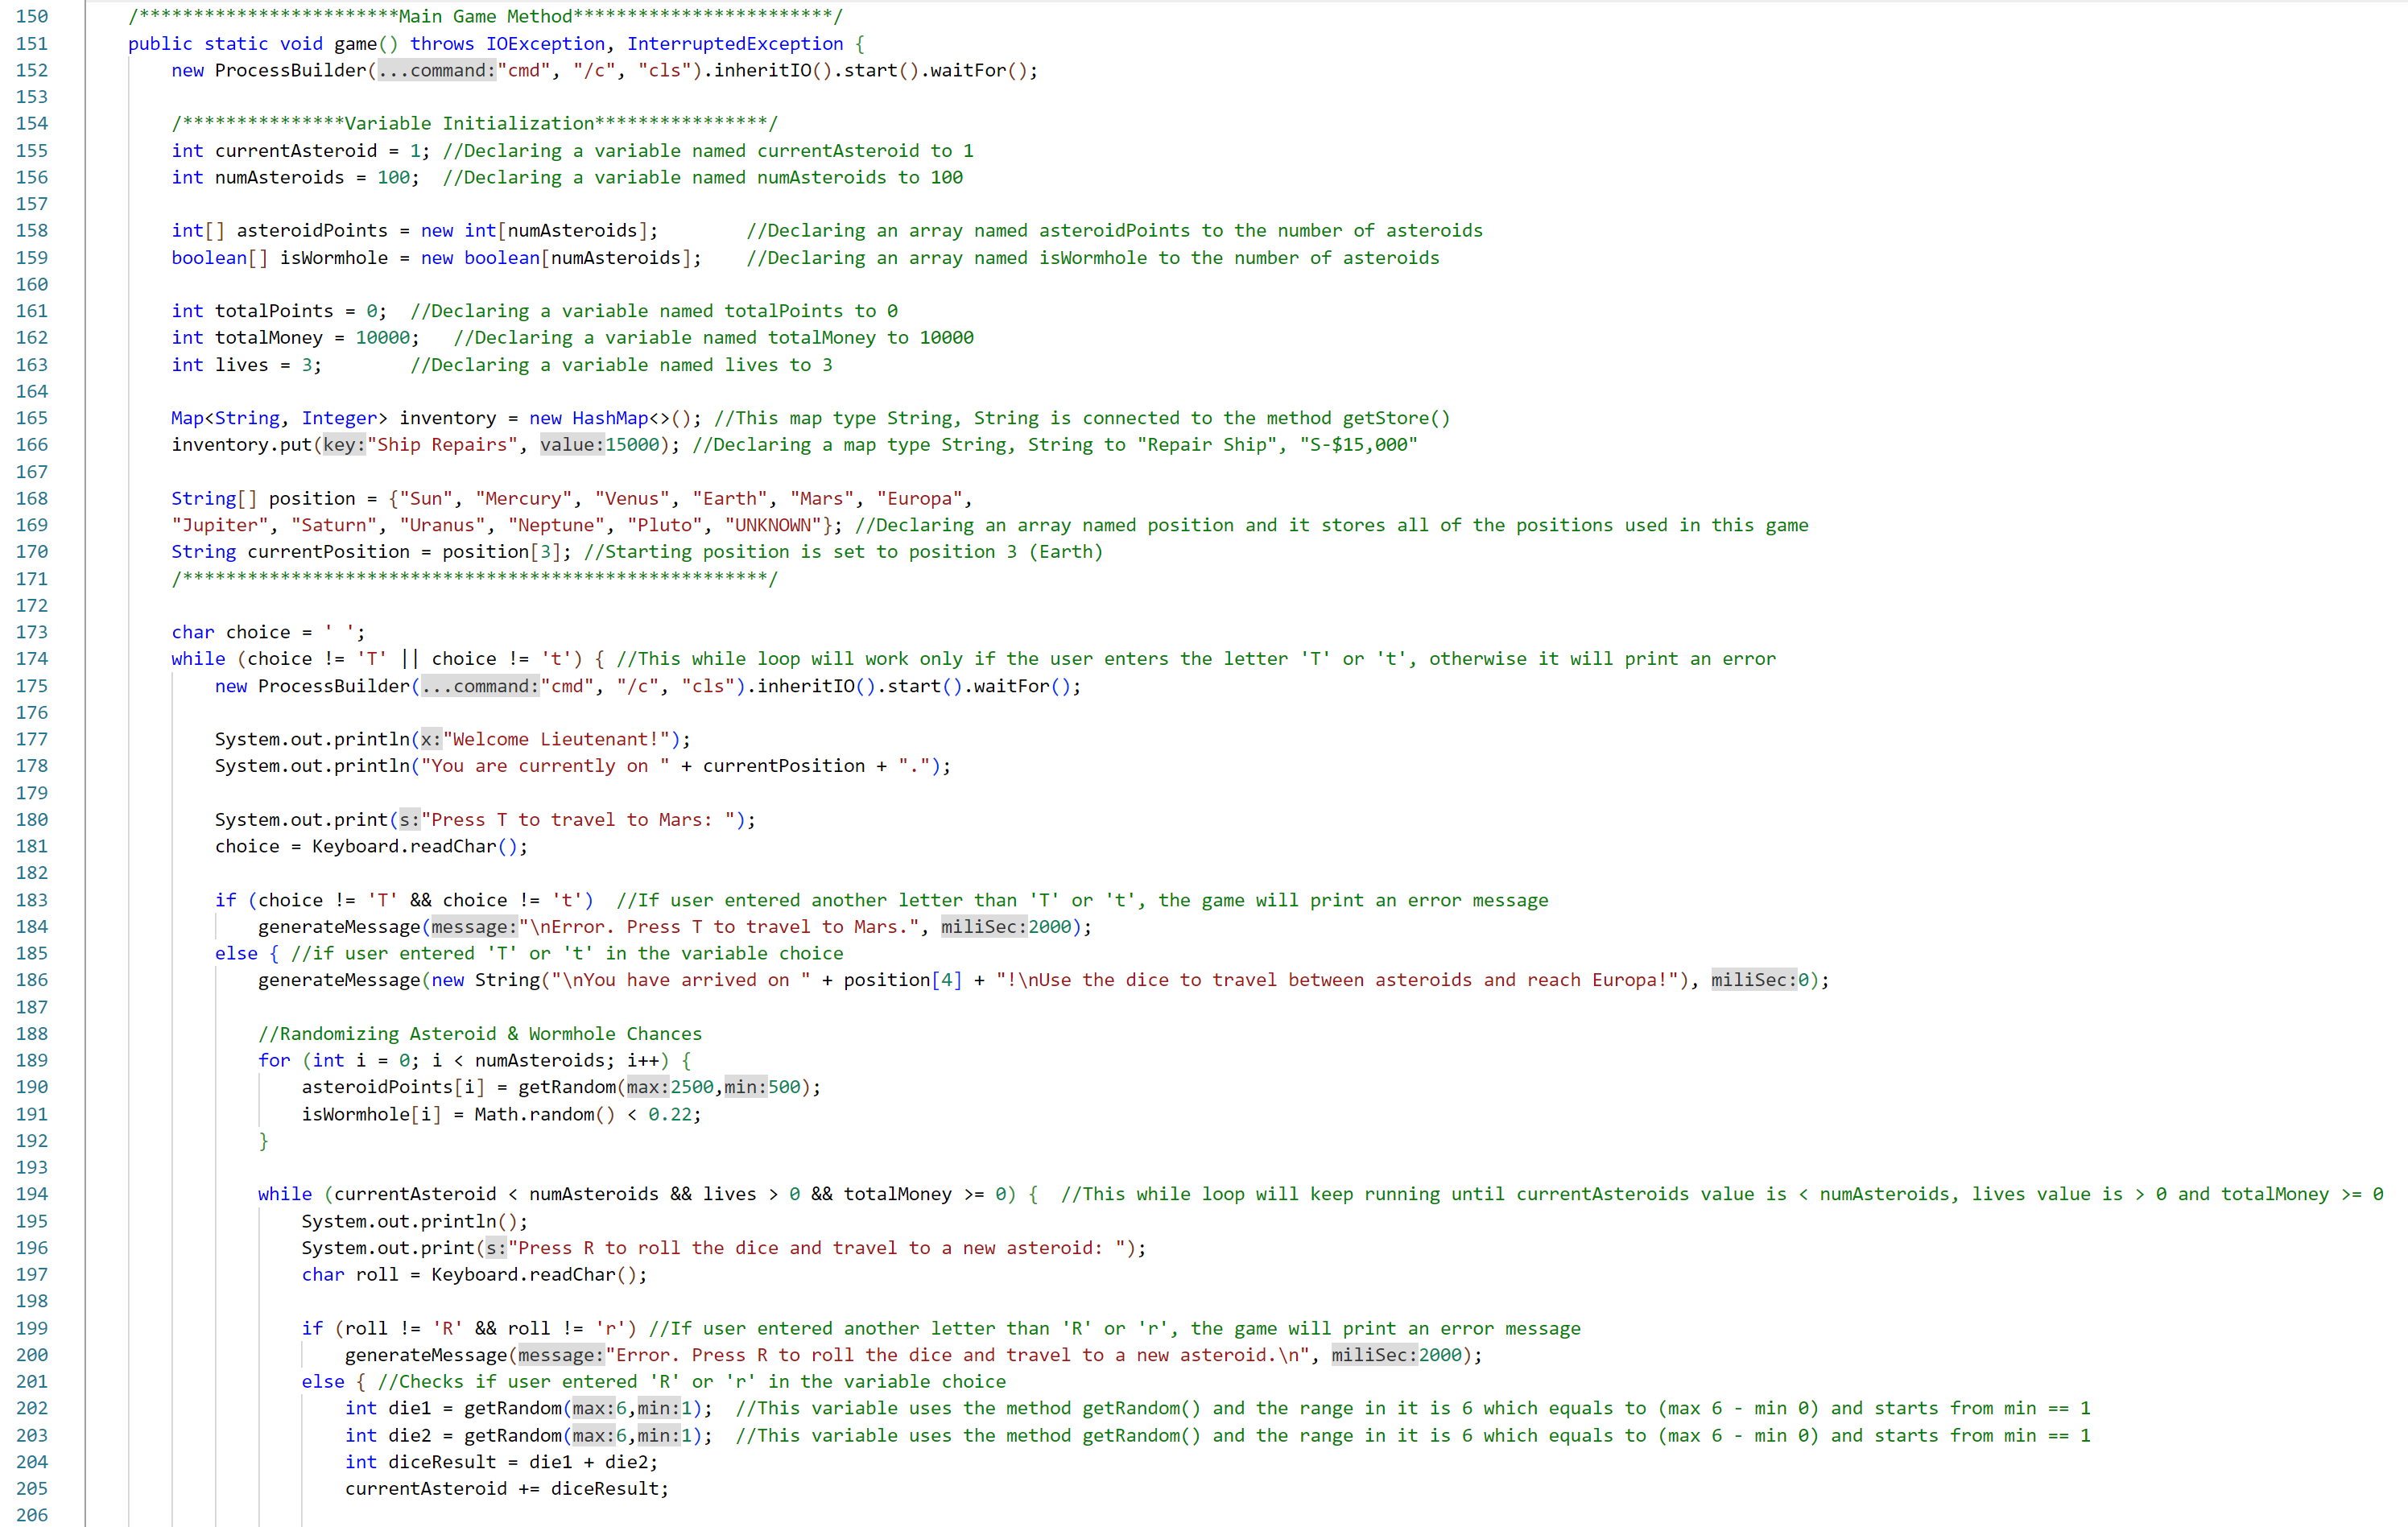 150 /************************Main Game Method************************/
151 public static void game() throws IOException, InterruptedException {
152 new ProcessBuilder(...command:"cmd", "/c", "cls").inheritIO().start().waitFor();
153
154 /***************Variable Initialization****************/
155 int currentAsteroid = 1; //Declaring a variable named currentAsteroid to 1
156 int numAsteroids = 100; //Declaring a variable named numAsteroids to 100
157
158 int[] asteroidPoints = new int[numAsteroids]; //Declaring an array named asteroidPoints to the number of asteroids
159 boolean[] isWormhole = new boolean[numAsteroids]; //Declaring an array named isWormhole to the number of asteroids
160
161 int totalPoints = 0; //Declaring a variable named totalPoints to 0
162 int totalMoney = 10000; //Declaring a variable named totalMoney to 10000
163 int lives = 3; //Declaring a variable named lives to 3
164
165 Map<String, Integer> inventory = new HashMap<>(); //This map type String, String is connected to the method getStore()
166 inventory.put(key:"Ship Repairs", value:15000); //Declaring a map type String, String to "Repair Ship", "S-$15,000"
167
168 String[] position = {"Sun", "Mercury", "Venus", "Earth", "Mars", "Europa",
169 "Jupiter", "Saturn", "Uranus", "Neptune", "Pluto", "UNKNOWN"}; //Declaring an array named position and it stores all of the positions used in this game
170 String currentPosition = position[3]; //Starting position is set to position 3 (Earth)
171 /******************************************************/
172
173 char choice = ' ';
174 while (choice != 'T' || choice != 't') { //This while loop will work only if the user enters the letter 'T' or 't', otherwise it will print an error
175 new ProcessBuilder(...command:"cmd", "/c", "cls").inheritIO().start().waitFor();
176
177 System.out.println(x:"Welcome Lieutenant!");
178 System.out.println("You are currently on " + currentPosition + ".");
179
180 System.out.print(s:"Press T to travel to Mars: ");
181 choice = Keyboard.readChar();
182
183 if (choice != 'T' && choice != 't') //If user entered another letter than 'T' or 't', the game will print an error message
184 generateMessage(message:"\nError. Press T to travel to Mars.", miliSec:2000);
185 else { //if user entered 'T' or 't' in the variable choice
186 generateMessage(new String("\nYou have arrived on " + position[4] + "!\nUse the dice to travel between asteroids and reach Europa!"), miliSec:0);
187
188 //Randomizing Asteroid & Wormhole Chances
189 for (int i = 0; i < numAsteroids; i++) {
190 asteroidPoints[i] = getRandom(max:2500,min:500);
191 isWormhole[i] = Math.random() < 0.22;
192 }
193
194 while (currentAsteroid < numAsteroids && lives > 0 && totalMoney >= 0) { //This while loop will keep running until currentAsteroids value is < numAsteroids, lives value is > 0 and totalMoney >= 0
195 System.out.println();
196 System.out.print(s:"Press R to roll the dice and travel to a new asteroid: ");
197 char roll = Keyboard.readChar();
198
199 if (roll != 'R' && roll != 'r') //If user entered another letter than 'R' or 'r', the game will print an error message
200 generateMessage(message:"Error. Press R to roll the dice and travel to a new asteroid.\n", miliSec:2000);
201 else { //Checks if user entered 'R' or 'r' in the variable choice
202 int die1 = getRandom(max:6,min:1); //This variable uses the method getRandom() and the range in it is 6 which equals to (max 6 - min 0) and starts from min == 1
203 int die2 = getRandom(max:6,min:1); //This variable uses the method getRandom() and the range in it is 6 which equals to (max 6 - min 0) and starts from min == 1
204 int diceResult = die1 + die2;
205 currentAsteroid += diceResult;
206